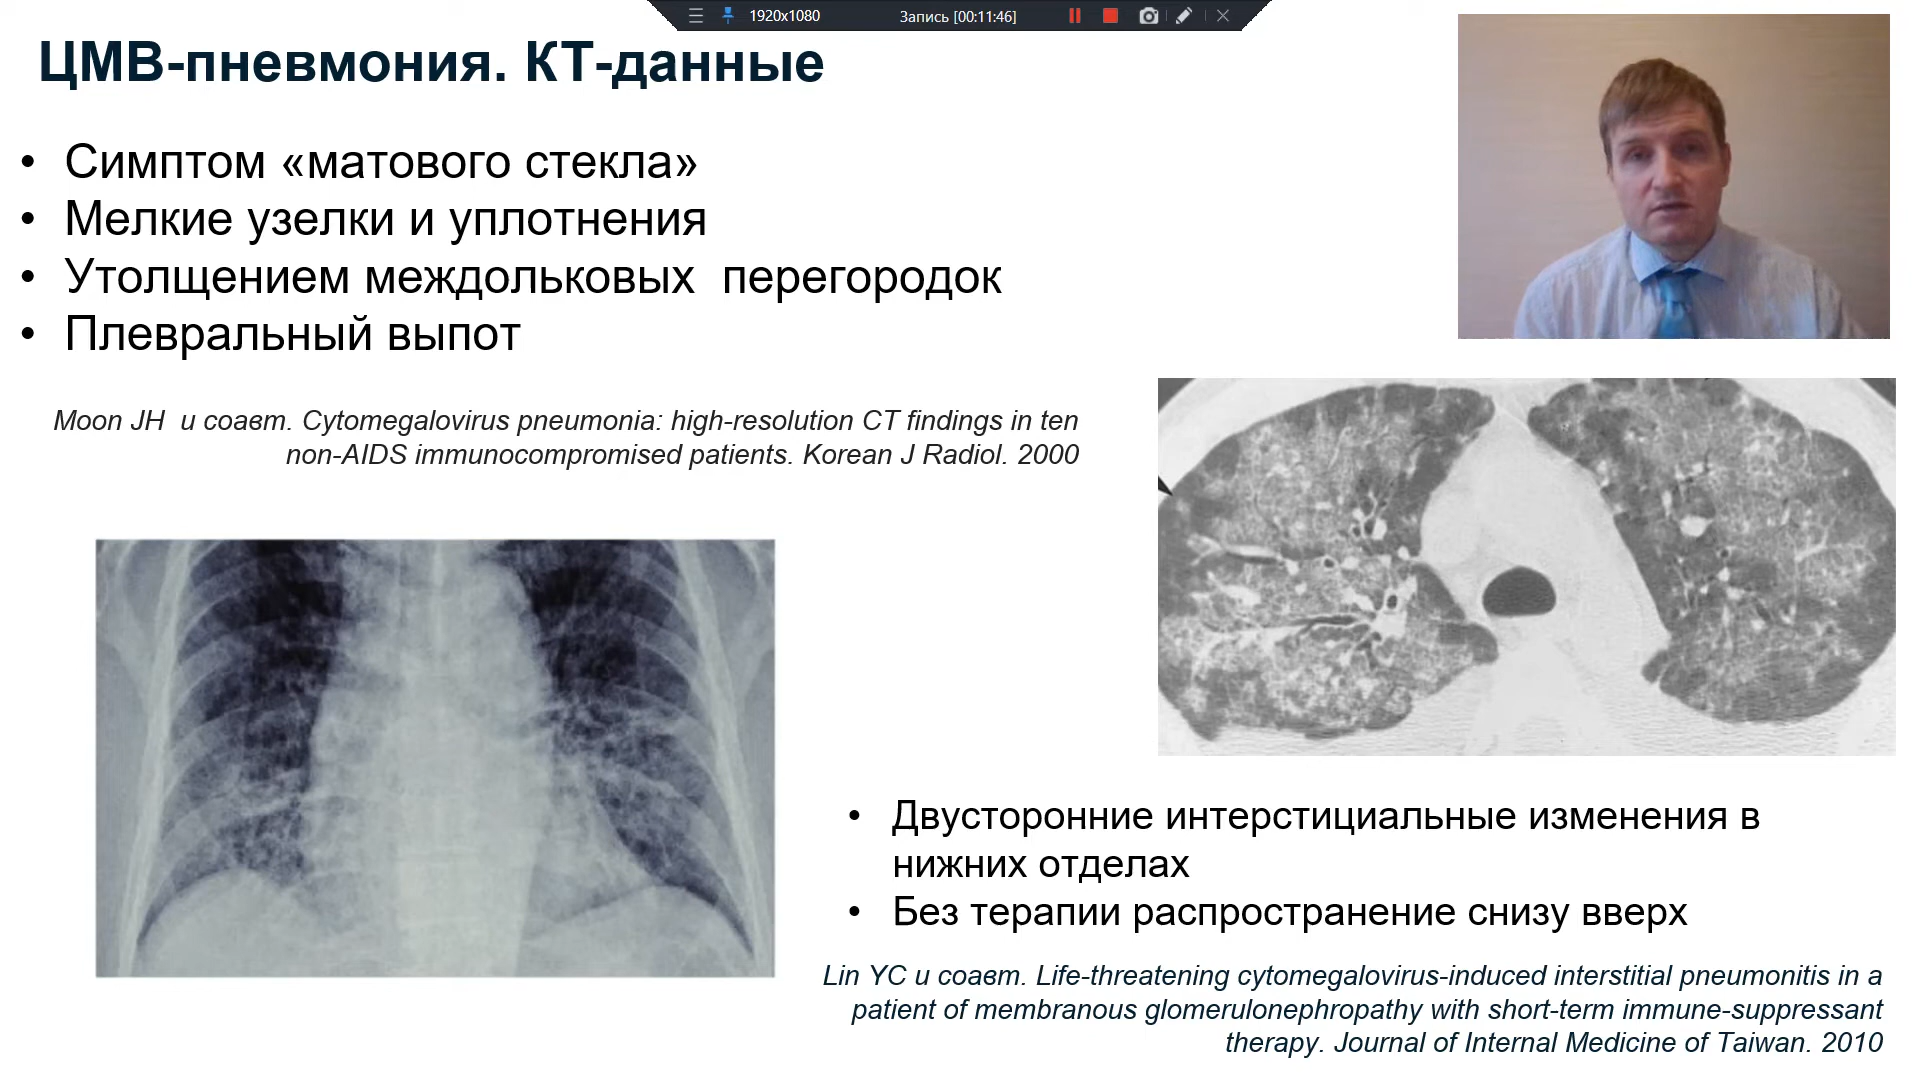 1920x1080
Запись [00:11:46]
ЦМВ-пневмония. КТ-данные
• Симптом «матового стекла»
• Мелкие узелки и уплотнения
• Утолщением междольковых  перегородок
• Плевральный выпот
Moon JH  и соавт. Cytomegalovirus pneumonia: high-resolution CT findings in ten
non-AIDS immunocompromised patients. Korean J Radiol. 2000
• Двусторонние интерстициальные изменения в
нижних отделах
• Без терапии распространение снизу вверх
Lin YC и соавт. Life-threatening cytomegalovirus-induced interstitial pneumonitis in a
patient of membranous glomerulonephropathy with short-term immune-suppressant
therapy. Journal of Internal Medicine of Taiwan. 2010